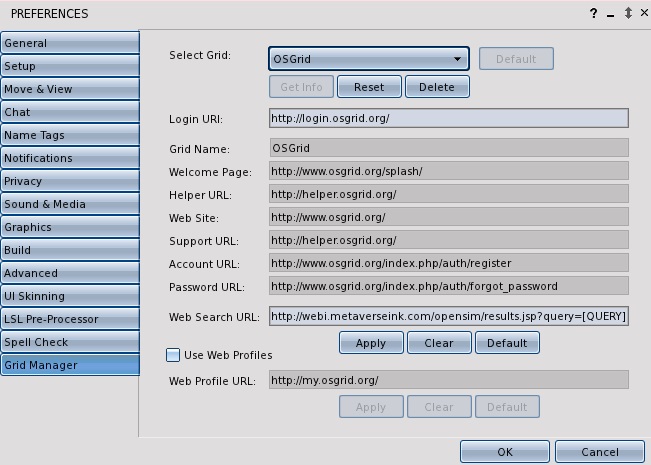 PREFERENCES ?
General
Setup
Move & View
Chat
Name Tags
Notifications
Privacy
Sound & Media
Graphics
Build
Advanced
UI Skinning
LSL Pre-Processor
Spell Check
Grid Manager
Select Grid: OSGrid Default
Get Info Reset Delete
Login URI: http://login.osgrid.org/
Grid Name: OSGrid
Welcome Page: http://www.osgrid.org/splash/
Helper URL: http://helper.osgrid.org/
Web Site: http://www.osgrid.org/
Support URL: http://helper.osgrid.org/
Account URL: http://www.osgrid.org/index.php/auth/register
Password URL: http://www.osgrid.org/index.php/auth/forgot_password
Web Search URL: http://webi.metaverseink.com/opensim/results.jsp?query=[QUERY]
Apply Clear Default
Use Web Profiles
Web Profile URL: http://my.osgrid.org/
Apply Clear Default
OK Cancel